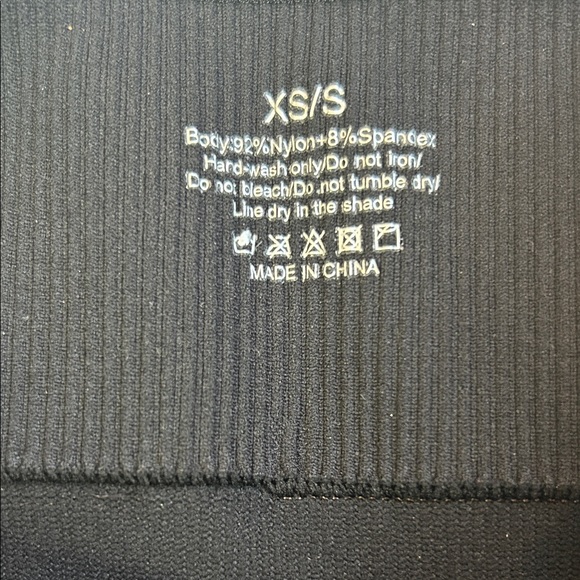 XS/S
Body:92%Nylon+8%Spandex
Hand wash only/Do not Iron/
Do not bleach/Do not tumble dry/
Line dry in the shade
MADE IN CHINA